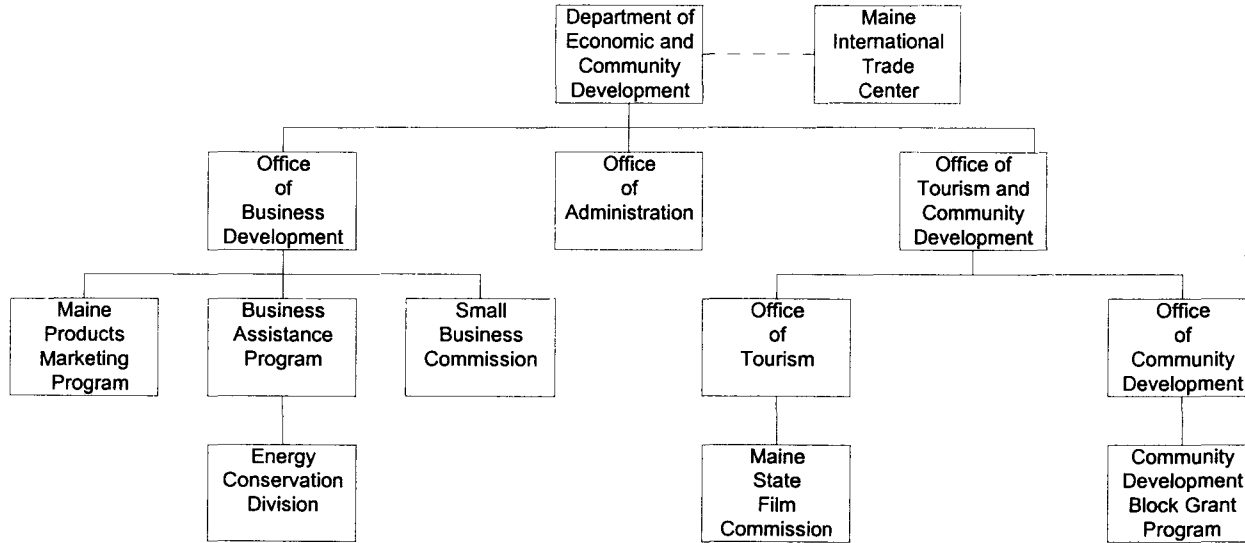 Department of
Economic and
Community
Development
Maine
International
Trade
Center
Office
of
Business
Development
Office
of
Administration
Office of
Tourism and
Community
Development
Maine
Products
Marketing
Program
Business
Assistance
Program
Small
Business
Commission
Office
of
Tourism
Office
of
Community
Development
Energy
Conservation
Division
Maine
State
Film
Commission
Community
Development
Block Grant
Program